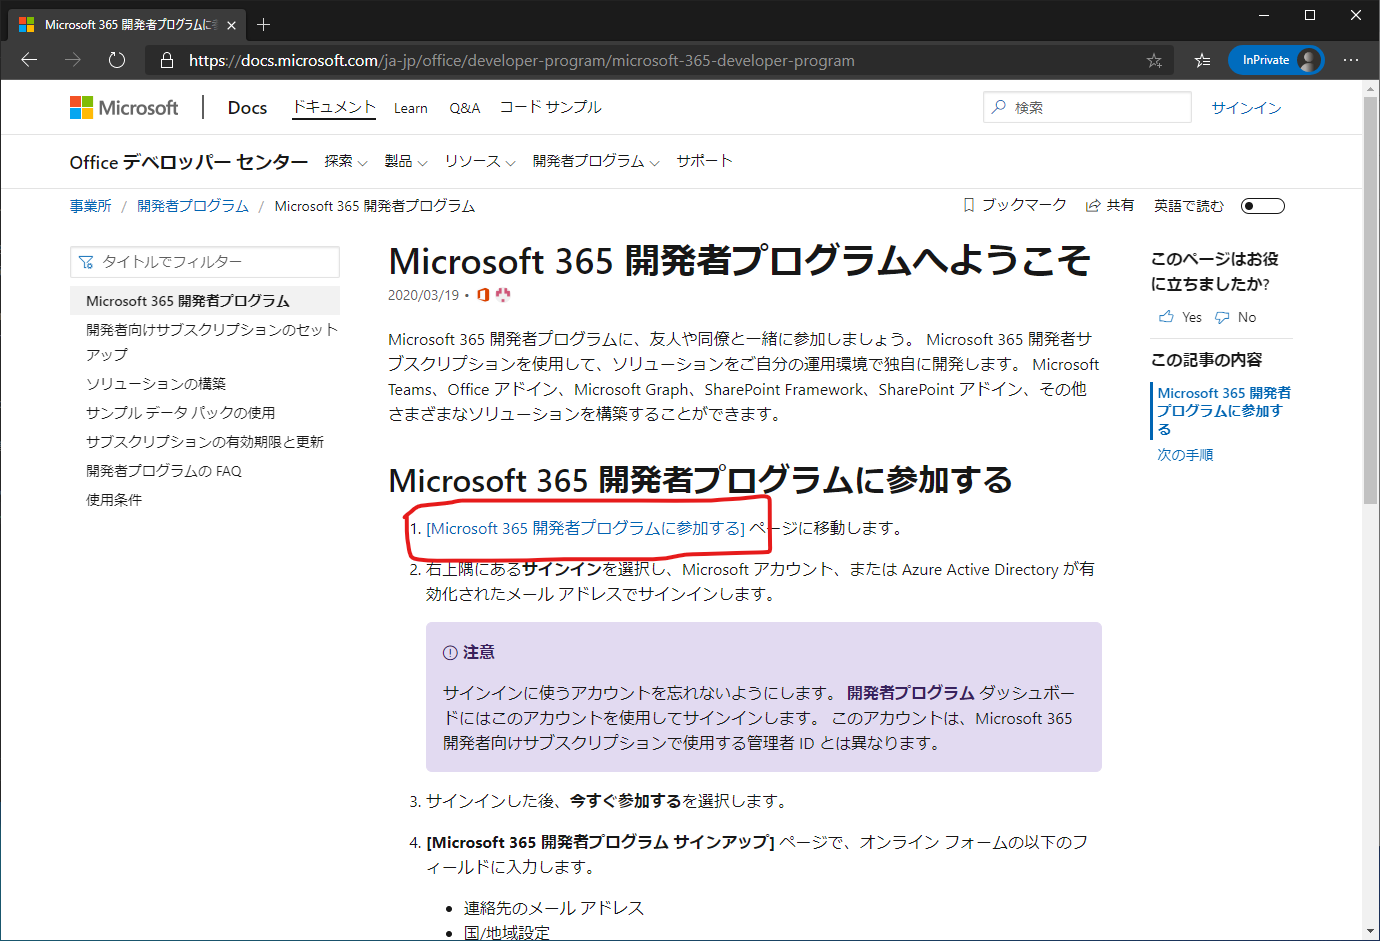 Microsoft 365 開発者プログラムに
https://docs.microsoft.com/ja-jp/office/developer-program/microsoft-365-developer-program
InPrivate
Microsoft
Docs
ドキュメント
Learn
Q&A
コード サンプル
検索
サインイン
Office デベロッパー センター
探索
製品
リソース
開発者プログラム
サポート
事業所 / 開発者プログラム / Microsoft 365 開発者プログラム
ブックマーク
共有
英語で読む
タイトルでフィルター
Microsoft 365 開発者プログラム
開発者向けサブスクリプションのセット
アップ
ソリューションの構築
サンプル データ パックの使用
サブスクリプションの有効期限と更新
開発者プログラムの FAQ
使用条件
Microsoft 365 開発者プログラムへようこそ
2020/03/19 •
Microsoft 365 開発者プログラムに、友人や同僚と一緒に参加しましょう。 Microsoft 365 開発者サ
ブスクリプションを使用して、ソリューションをご自分の運用環境で独自に開発します。 Microsoft
Teams、Office アドイン、Microsoft Graph、SharePoint Framework、SharePoint アドイン、その他
さまざまなソリューションを構築することができます。
Microsoft 365 開発者プログラムに参加する
1. [Microsoft 365 開発者プログラムに参加する] ページに移動します。
2. 右上隅にあるサインインを選択し、Microsoft アカウント、または Azure Active Directory が有
効化されたメール アドレスでサインインします。
注意
サインインに使うアカウントを忘れないようにします。 開発者プログラム ダッシュボー
ドにはこのアカウントを使用してサインインします。 このアカウントは、Microsoft 365
開発者向けサブスクリプションで使用する管理者 ID とは異なります。
3. サインインした後、今すぐ参加するを選択します。
4. [Microsoft 365 開発者プログラム サインアップ] ページで、オンライン フォームの以下のフ
ィールドに入力します。
• 連絡先のメール アドレス
• 国/地域設定
このページはお役
に立ちましたか?
Yes
No
この記事の内容
Microsoft 365 開発者
プログラムに参加す
る
次の手順